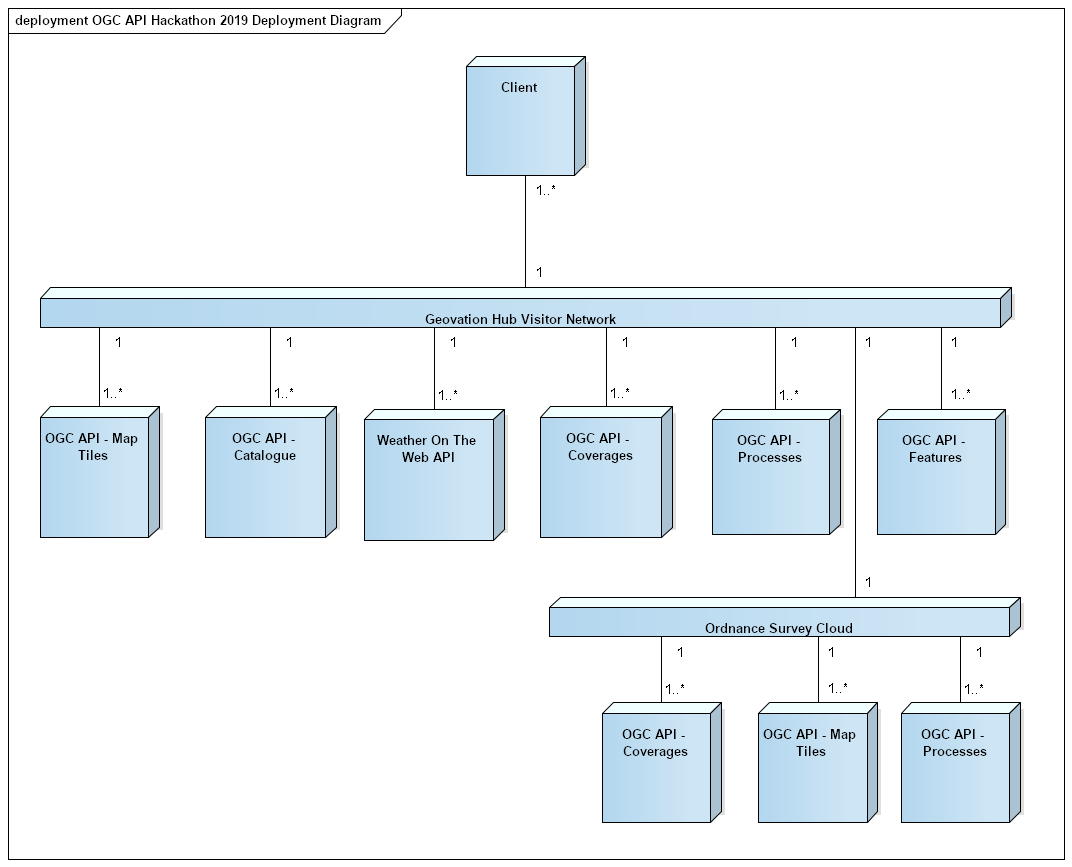 deployment OGC API Hackathon 2019 Deployment Diagram
Client
1..*
1
Geovation Hub Visitor Network
1
1
1
1
1
1
1
1..*
1..*
1..*
1..*
1..*
1..*
OGC API - Map
Tiles
OGC API -
Catalogue
Weather On The
Web API
OGC API -
Coverages
OGC API -
Processes
OGC API -
Features
1
Ordnance Survey Cloud
1
1
1
1..*
1..*
1..*
OGC API -
Coverages
OGC API - Map
Tiles
OGC API -
Processes